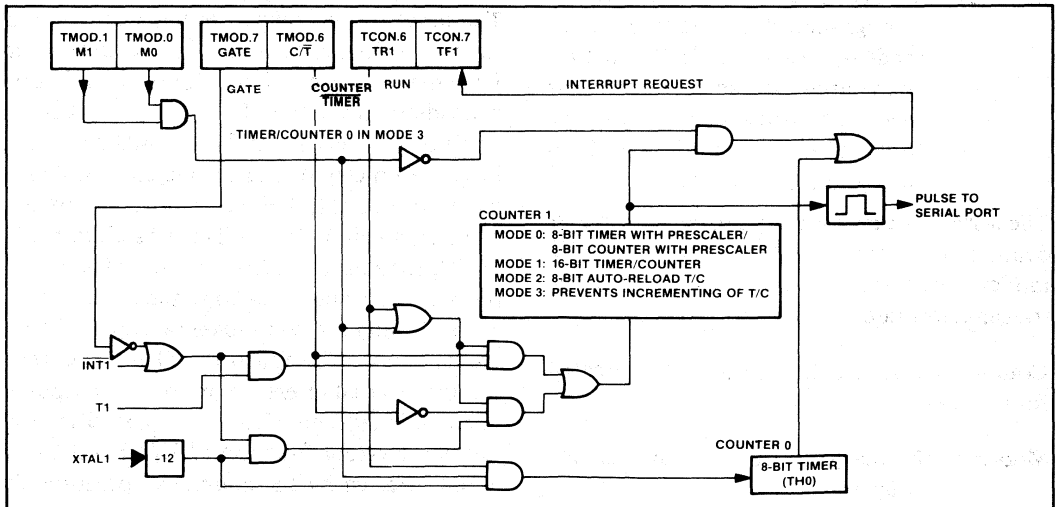 TMOD.1 TMOD.0 TMOD.7 TMOD.6 TCON.6 TCON.7
M1 M0 GATE C/T̅ TR1 TF1
GATE COUNTER RUN INTERRUPT REQUEST
T̅I̅M̅E̅R̅
TIMER/COUNTER 0 IN MODE 3
PULSE TO
SERIAL PORT
COUNTER 1
MODE 0: 8-BIT TIMER WITH PRESCALER/
8-BIT COUNTER WITH PRESCALER
MODE 1: 16-BIT TIMER/COUNTER
MODE 2: 8-BIT AUTO-RELOAD T/C
MODE 3: PREVENTS INCREMENTING OF T/C
I̅N̅T̅1̅
T1
XTAL1 -12
COUNTER 0
8-BIT TIMER
(TH0)